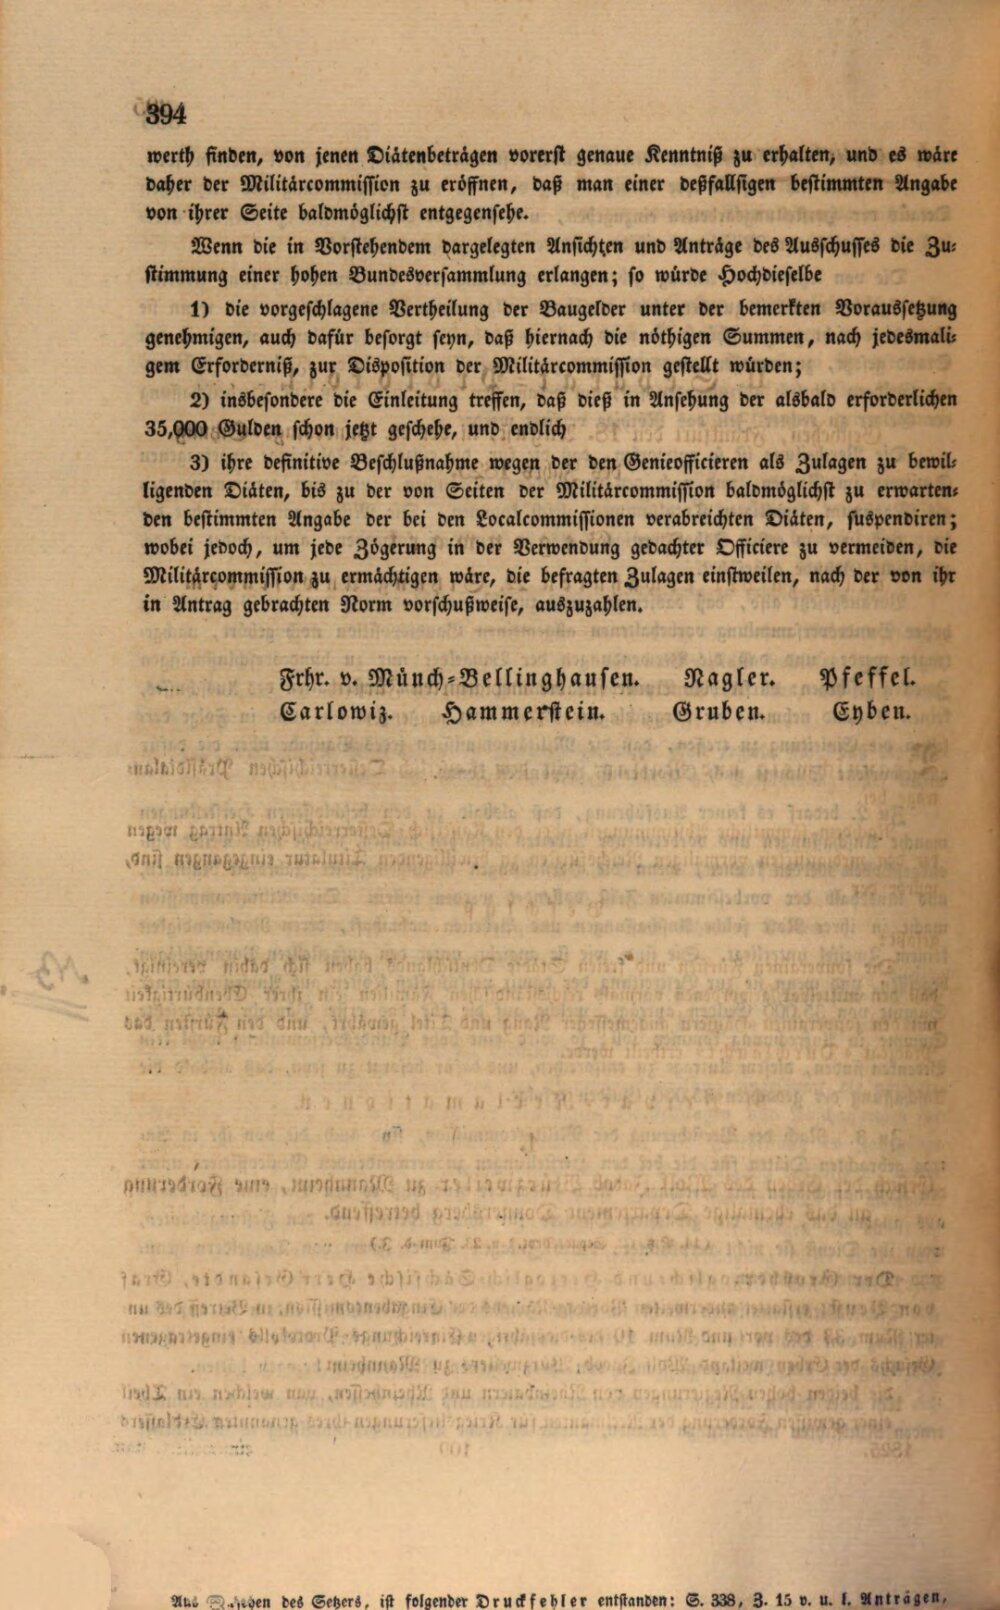 394
werth finden, von jenen Diätenbeträgen vorerst genaue Kenntniß zu erhalten, und es wäre
daher der Militärcommission zu eröffnen, daß man einer deßfallsigen bestimmten Angabe
von ihrer Seite baldmöglichst entgegensehe.
Wenn die in Vorstehendem dargelegten Ansichten und Anträge des Ausschusses die Zu-
stimmung einer hohen Bundesversammlung erlangen; so würde Hochdieselbe
1) die vorgeschlagene Vertheilung der Baugelder unter der bemerkten Voraussetzung
genehmigen, auch dafür besorgt seyn, daß hiernach die nöthigen Summen, nach jedesmali-
gem Erforderniß, zur Disposition der Militärcommission gestellt würden;
2) insbesondere die Einleitung treffen, daß dieß in Ansehung der alsbald erforderlichen
35,000 Gulden schon jetzt geschehe, und endlich
3) ihre definitive Beschlußnahme wegen der den Genieofficieren als Zulagen zu bewil-
ligenden Diäten, bis zu der von Seiten der Militärcommission baldmöglichst zu erwarten-
den bestimmten Angabe der bei den Localcommissionen verabreichten Diäten, suspendiren;
wobei jedoch, um jede Zögerung in der Verwendung gedachter Officiere zu vermeiden, die
Militärcommission zu ermächtigen wäre, die befragten Zulagen einstweilen, nach der von ihr
in Antrag gebrachten Norm vorschußweise, auszuzahlen.
Frhr. v. Münch-Bellinghausen. Nagler. Pfeffel.
Carlowiz. Hammerstein. Gruben. Eyben.
des Setzers, ist folgender Druckfehler entstanden: S. 338, Z. 15 v. u. l. Anträgen,